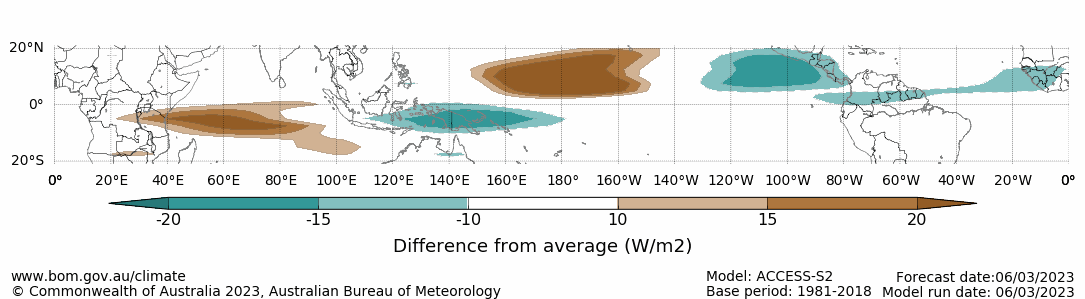 20°N
0°
20°S
0° 20°E 40°E 60°E 80°E 100°E 120°E 140°E 160°E 180° 160°W 140°W 120°W 100°W 80°W 60°W 40°W 20°W 0°
-20 -15 -10 10 15 20
Difference from average (W/m2)
www.bom.gov.au/climate
© Commonwealth of Australia 2023, Australian Bureau of Meteorology
Model: ACCESS-S2 Forecast date:06/03/2023
Base period: 1981-2018 Model run date: 06/03/2023